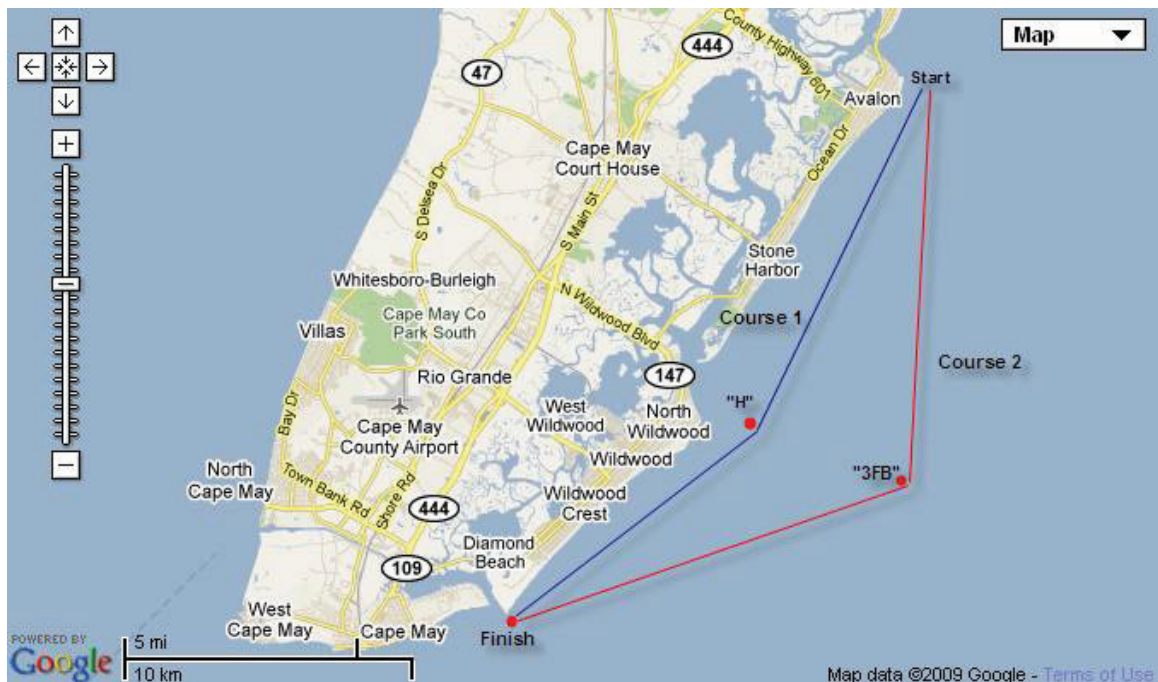 444
County Highway 601
Map
47
Start
Avalon
Ocean Dr
Cape May
Court House
S Delsea Dr
S Main St
Stone
Harbor
Whitesboro-Burleigh
N Wildwood Blvd
Cape May Co
Park South
Course 1
Villas
Course 2
147
Rio Grande
"H"
West
Wildwood
North
Wildwood
Bay Dr
Cape May
County Airport
Wildwood
"3FB"
North
Cape May
Town Bank Rd
Shore Rd
444
Wildwood
Crest
Diamond
Beach
109
West
Cape May
Cape May
Finish
POWERED BY
Google
5 mi
10 km
Map data ©2009 Google - Terms of Use